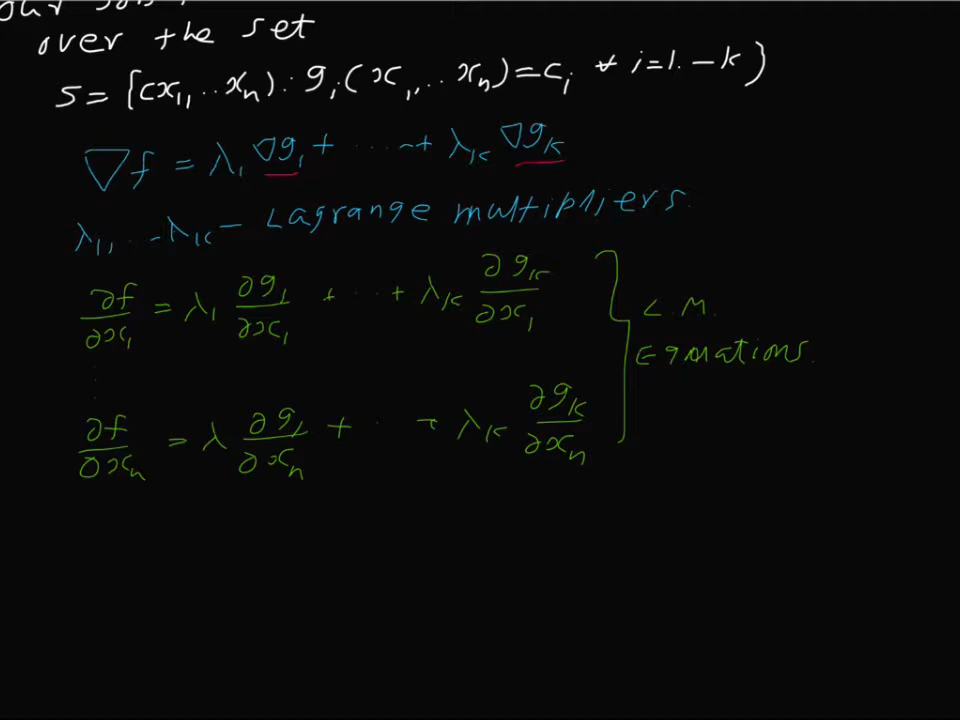 over the set
S = {(x₁, .. xₙ) : gᵢ (x₁, .. xₙ) = cᵢ ∀ i=1. – k}
∇f = λ₁ ∇g₁ + ... + λₖ ∇gₖ
λ₁, .. λₖ – Lagrange multipliers.
∂f/∂x₁ = λ₁ ∂g₁/∂x₁ + ... + λₖ ∂gₖ/∂x₁
L.M.
Equations.
∂f/∂xₙ = λ ∂g₁/∂xₙ + .. + λₖ ∂gₖ/∂xₙ